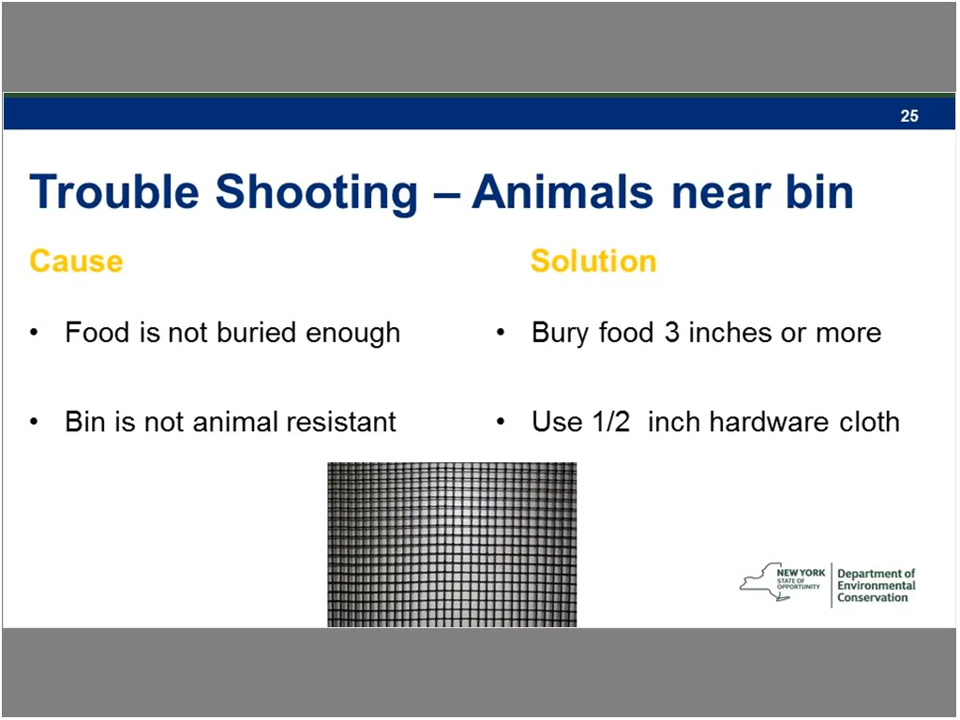 25
Trouble Shooting – Animals near bin
Cause
Solution
• Food is not buried enough
• Bury food 3 inches or more
• Bin is not animal resistant
• Use 1/2 inch hardware cloth
NEW YORK
STATE OF
OPPORTUNITY
Department of
Environmental
Conservation